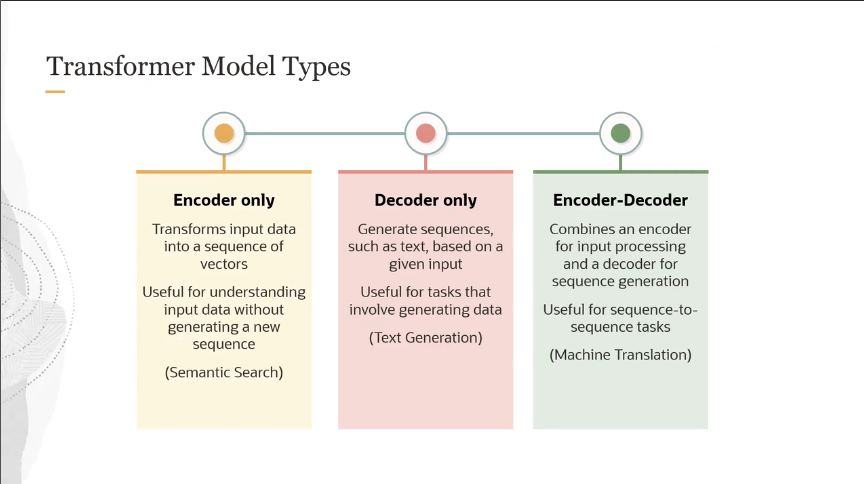 Transformer Model Types
Encoder only
Transforms input data
into a sequence of
vectors
Useful for understanding
input data without
generating a new
sequence
(Semantic Search)
Decoder only
Generate sequences,
such as text, based on a
given input
Useful for tasks that
involve generating data
(Text Generation)
Encoder-Decoder
Combines an encoder
for input processing
and a decoder for
sequence generation
Useful for sequence-to-
sequence tasks
(Machine Translation)